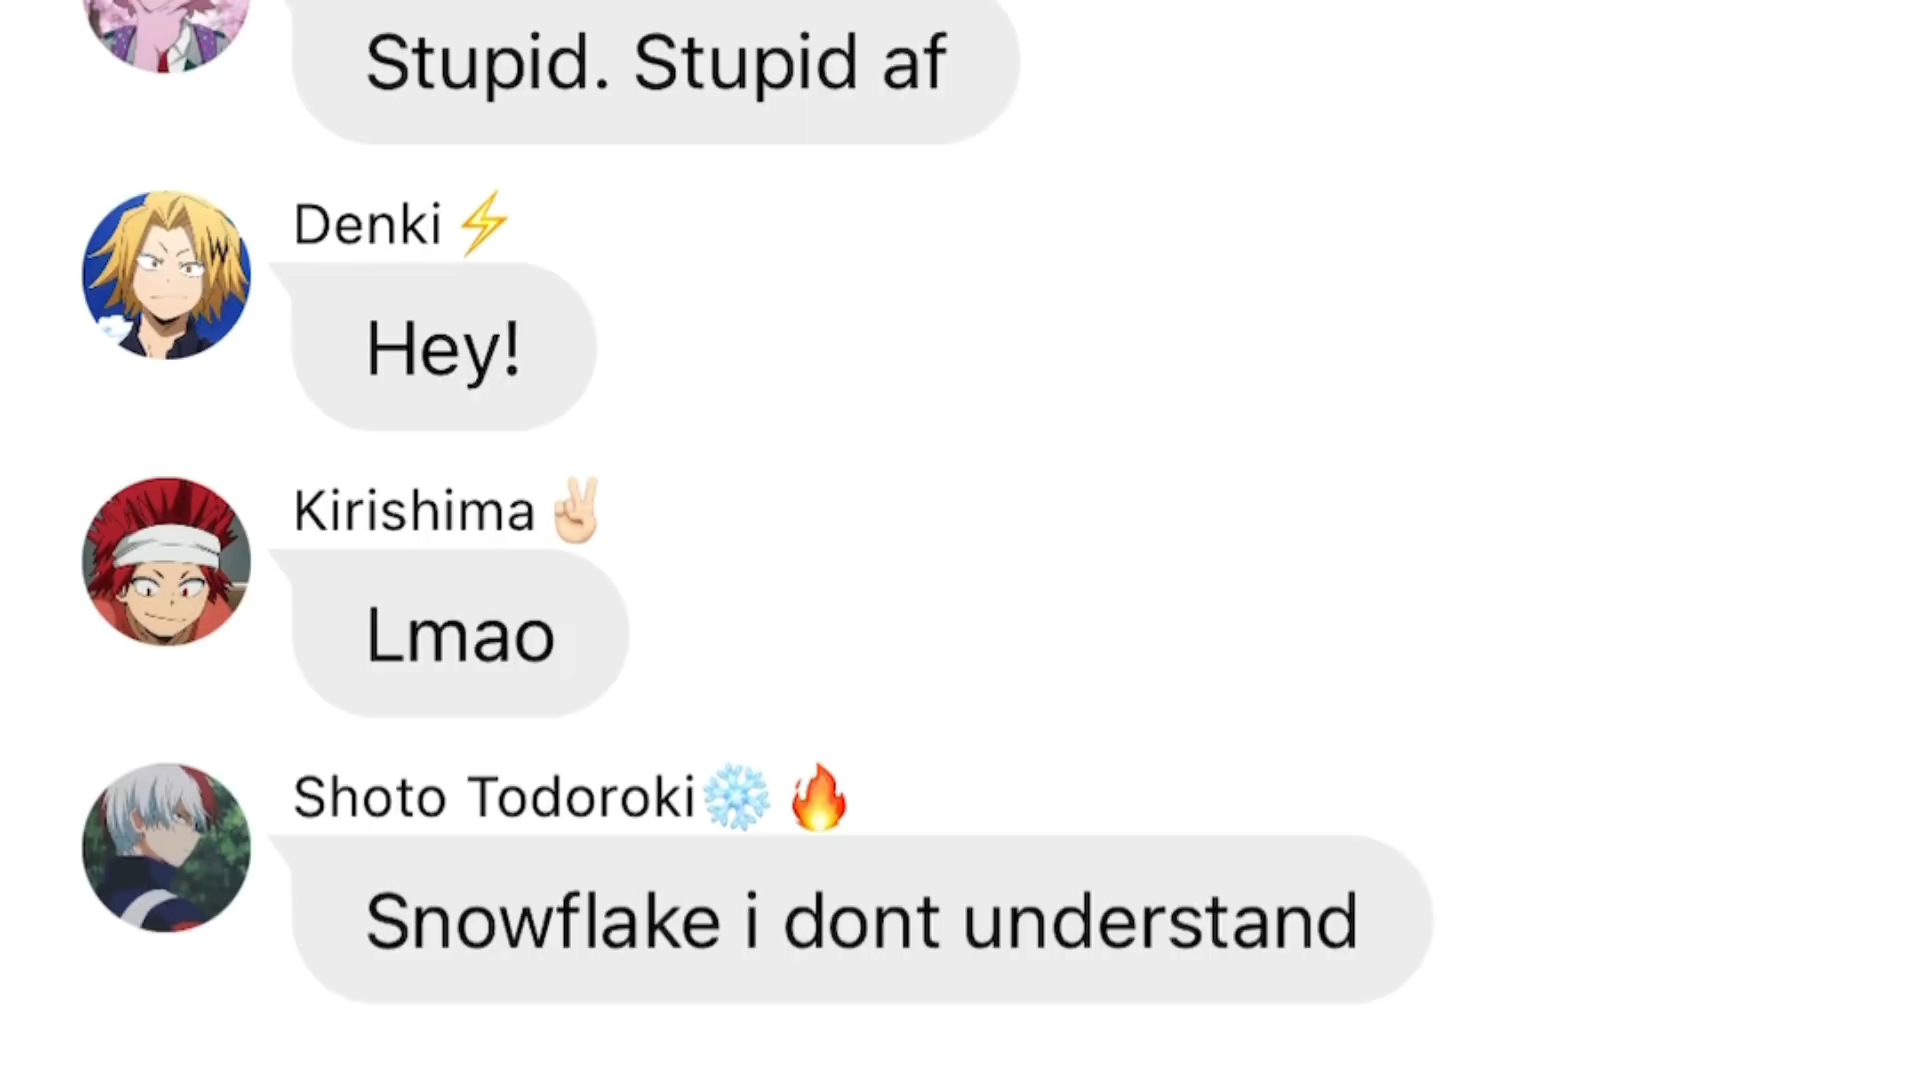 Stupid. Stupid af
Denki⚡
Hey!
Kirishima✌🏻
Lmao
Shoto Todoroki❄️🔥
Snowflake i dont understand